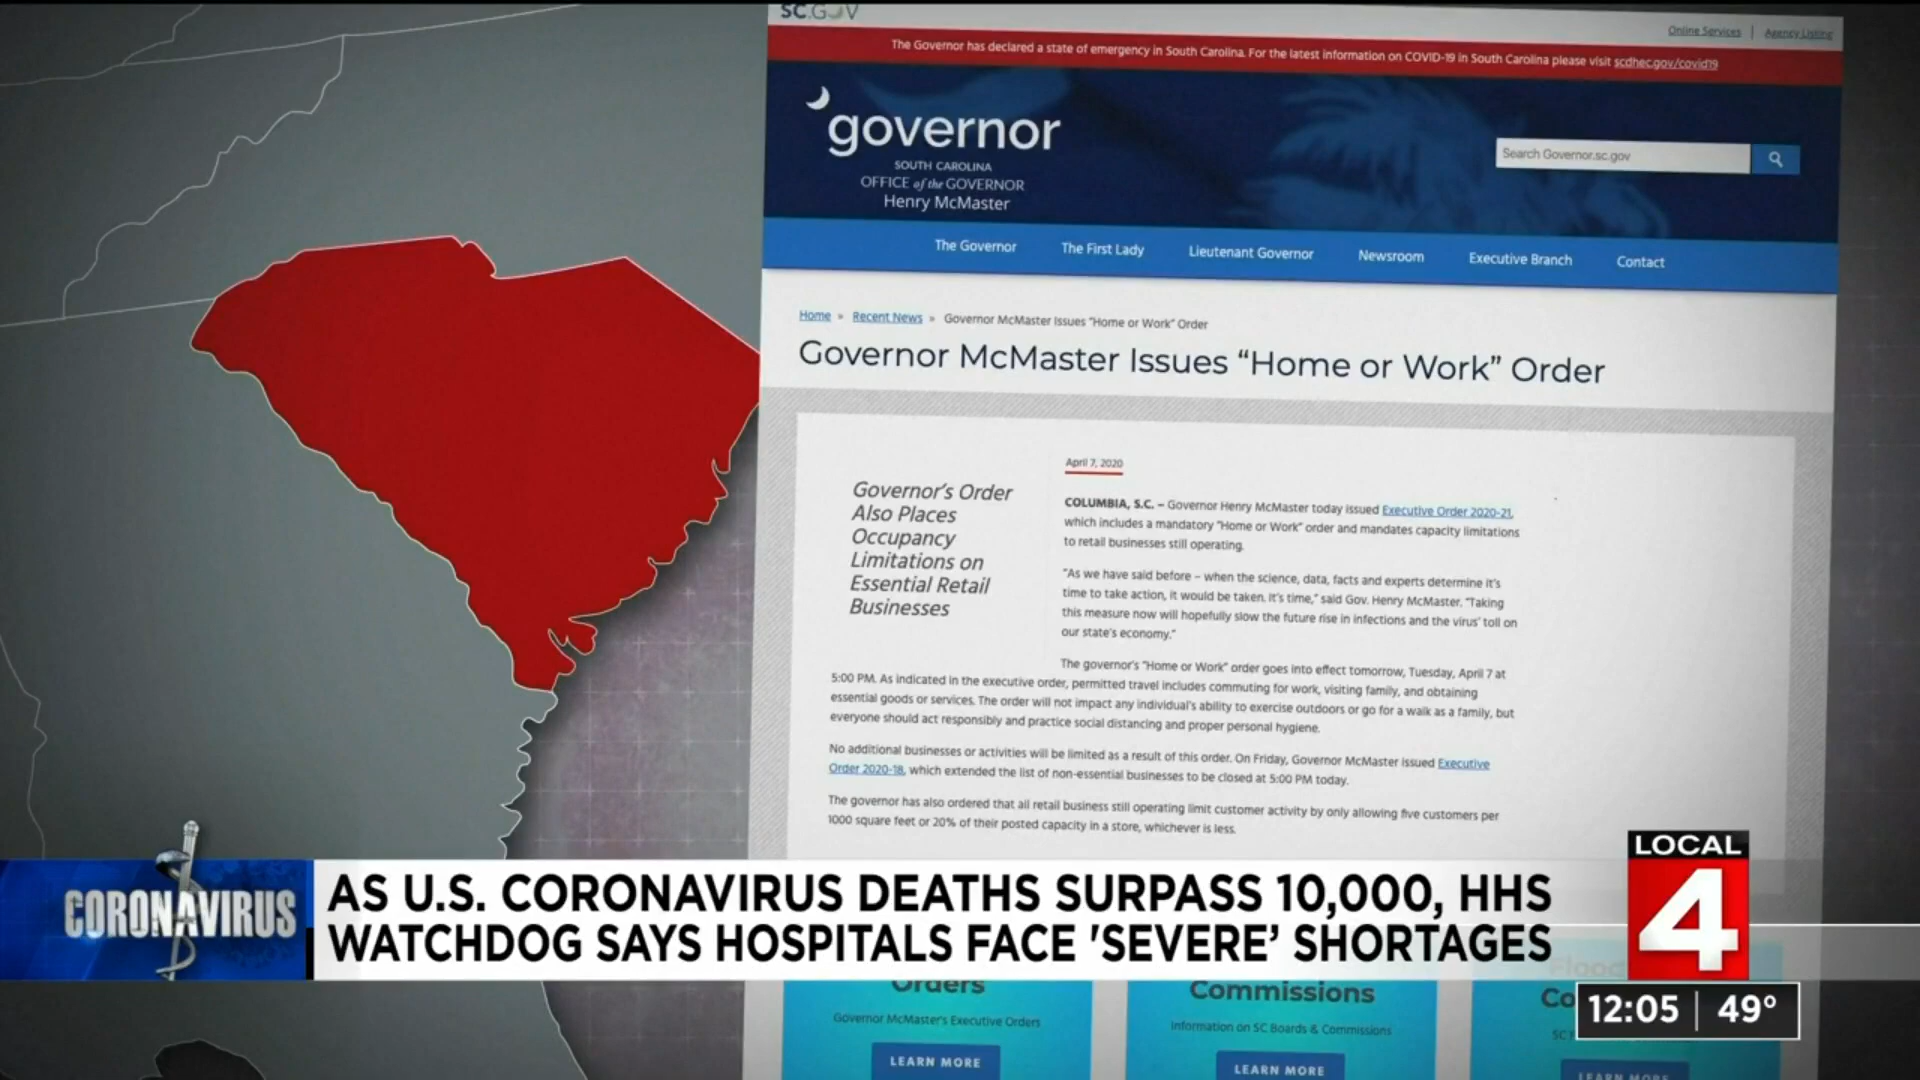 SC.GOV
Online Services | Agency Listing
The Governor has declared a state of emergency in South Carolina. For the latest information on COVID-19 in South Carolina please visit scdhec.gov/covid19
governor
SOUTH CAROLINA
OFFICE of the GOVERNOR
Henry McMaster
Search Governor.sc.gov
The Governor The First Lady Lieutenant Governor Newsroom Executive Branch Contact
Home » Recent News » Governor McMaster Issues “Home or Work” Order
Governor McMaster Issues “Home or Work” Order
Governor’s Order
Also Places
Occupancy
Limitations on
Essential Retail
Businesses
April 7, 2020
COLUMBIA, S.C. – Governor Henry McMaster today issued Executive Order 2020-21,
which includes a mandatory “Home or Work” order and mandates capacity limitations
to retail businesses still operating.
“As we have said before – when the science, data, facts and experts determine it’s
time to take action, it would be taken. It’s time,” said Gov. Henry McMaster. “Taking
this measure now will hopefully slow the future rise in infections and the virus’ toll on
our state’s economy.”
The governor’s “Home or Work” order goes into effect tomorrow, Tuesday, April 7 at
5:00 PM. As indicated in the executive order, permitted travel includes commuting for work, visiting family, and obtaining
essential goods or services. The order will not impact any individual’s ability to exercise outdoors or go for a walk as a family, but
everyone should act responsibly and practice social distancing and proper personal hygiene.
No additional businesses or activities will be limited as a result of this order. On Friday, Governor McMaster issued Executive
Order 2020-18, which extended the list of non-essential businesses to be closed at 5:00 PM today.
The governor has also ordered that all retail business still operating limit customer activity by only allowing five customers per
1000 square feet or 20% of their posted capacity in a store, whichever is less.
CORONAVIRUS
AS U.S. CORONAVIRUS DEATHS SURPASS 10,000, HHS
WATCHDOG SAYS HOSPITALS FACE 'SEVERE’ SHORTAGES
LOCAL
4
12:05 | 49°
Orders
Governor McMaster's Executive Orders
LEARN MORE
Commissions
Information on SC Boards & Commissions
LEARN MORE
Flood
Co
SC
LEARN MORE